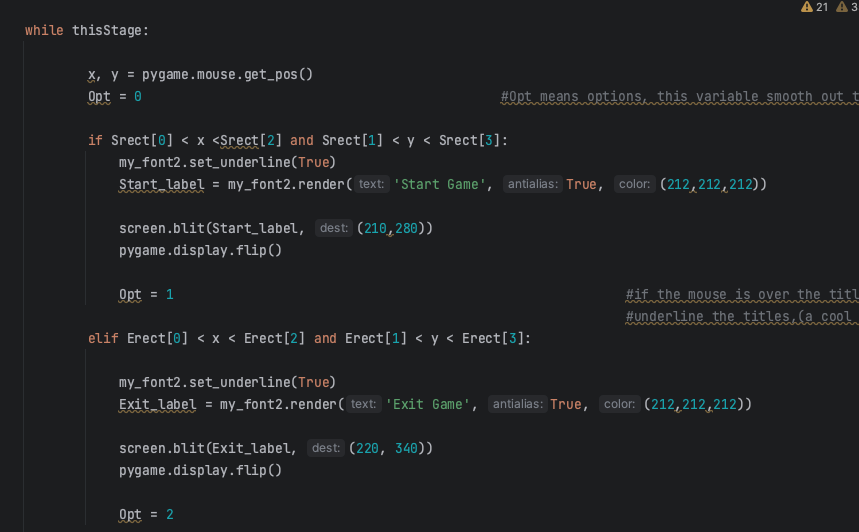 21 3
while thisStage:
x, y = pygame.mouse.get_pos()
Opt = 0 #Opt means options, this variable smooth out t
if Srect[0] < x <Srect[2] and Srect[1] < y < Srect[3]:
my_font2.set_underline(True)
Start_label = my_font2.render( text: 'Start Game', antialias: True, color: (212,212,212))
screen.blit(Start_label, dest: (210,280))
pygame.display.flip()
Opt = 1 #if the mouse is over the titl
#underline the titles,(a cool
elif Erect[0] < x < Erect[2] and Erect[1] < y < Erect[3]:
my_font2.set_underline(True)
Exit_label = my_font2.render( text: 'Exit Game', antialias: True, color: (212,212,212))
screen.blit(Exit_label, dest: (220, 340))
pygame.display.flip()
Opt = 2